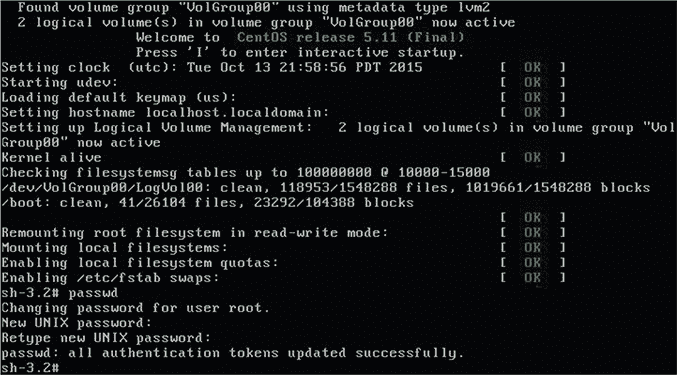 Found volume group "VolGroup00" using metadata type lvm2
2 logical volume(s) in volume group "VolGroup00" now active
Welcome to CentOS release 5.11 (Final)
Press 'I' to enter interactive startup.
Setting clock (utc): Tue Oct 13 21:58:56 PDT 2015 [ OK ]
Starting udev: [ OK ]
Loading default keymap (us): [ OK ]
Setting hostname localhost.localdomain: [ OK ]
Setting up Logical Volume Management: 2 logical volume(s) in volume group "Vol
Group00" now active
Kernel alive [ OK ]
Checking filesystemsg tables up to 100000000 @ 10000-15000
/dev/VolGroup00/LogVol00: clean, 118953/1548288 files, 1019661/1548288 blocks
/boot: clean, 41/26104 files, 23292/104388 blocks
[ OK ]
Remounting root filesystem in read-write mode: [ OK ]
Mounting local filesystems: [ OK ]
Enabling local filesystem quotas: [ OK ]
Enabling /etc/fstab swaps: [ OK ]
sh-3.2# passwd
Changing password for user root.
New UNIX password:
Retype new UNIX password:
passwd: all authentication tokens updated successfully.
sh-3.2#